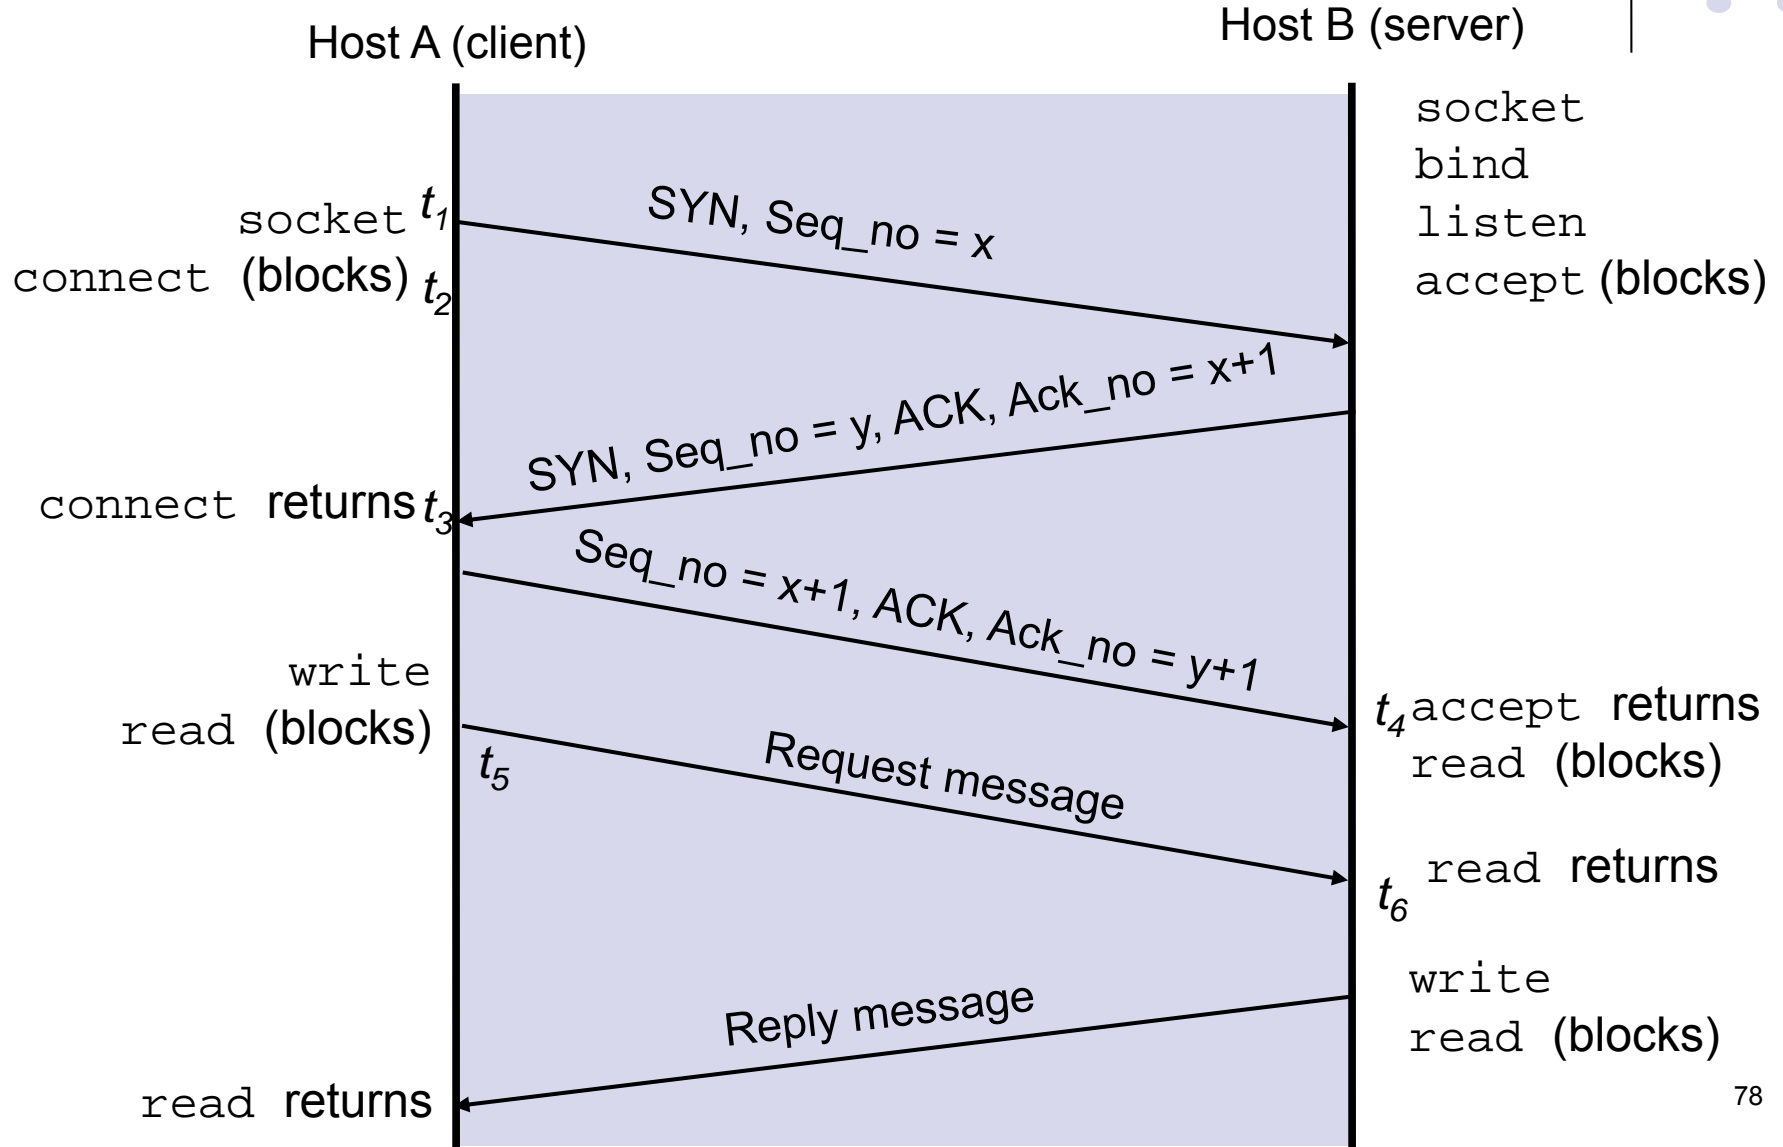 Host A (client)
Host B (server)
socket
bind
listen
accept (blocks)
socket t1
connect (blocks) t2
SYN, Seq_no = x
SYN, Seq_no = y, ACK, Ack_no = x+1
connect returns t3
Seq_no = x+1, ACK, Ack_no = y+1
write
read (blocks)
t4 accept returns
read (blocks)
t5
Request message
t6 read returns
write
read (blocks)
Reply message
read returns
78